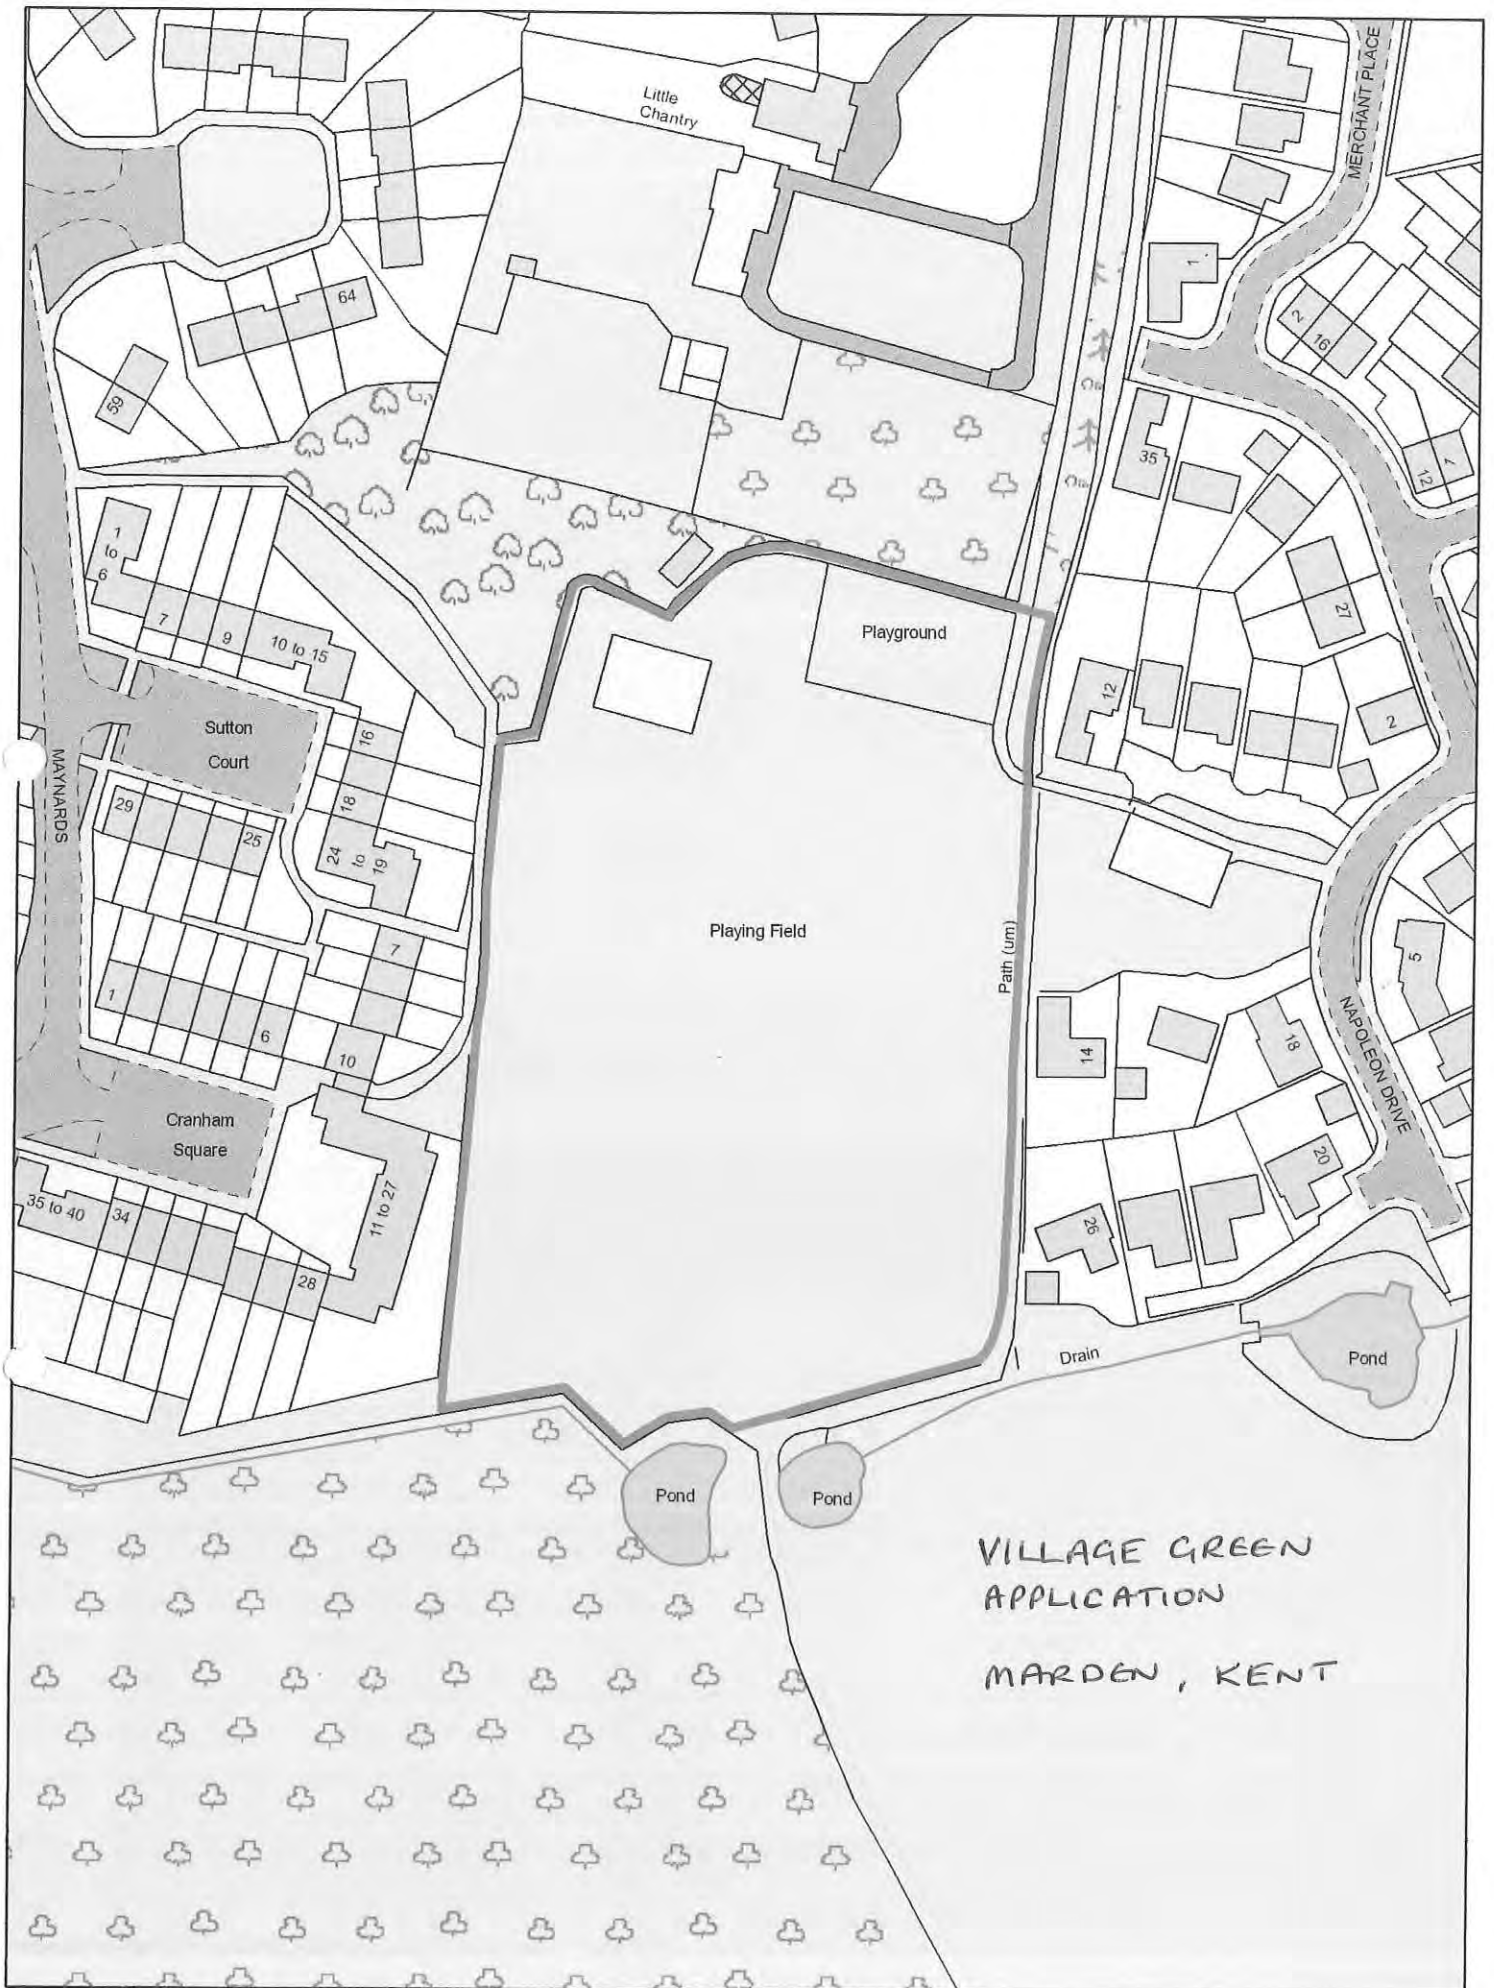 MERCHANT PLACE
Little
Chantry
1
64
2
16
59
35
7
12
1
to
6
7
9
10 to 15
27
Playground
12
2
Sutton
Court
16
MAYNARDS
29
25
18
24
to
19
Playing Field
Path (um)
7
5
1
6
10
14
18
NAPOLEON DRIVE
Cranham
Square
20
35 to 40
34
11 to 27
26
28
Drain
Pond
Pond
Pond
VILLAGE GREEN
APPLICATION
MARDEN, KENT